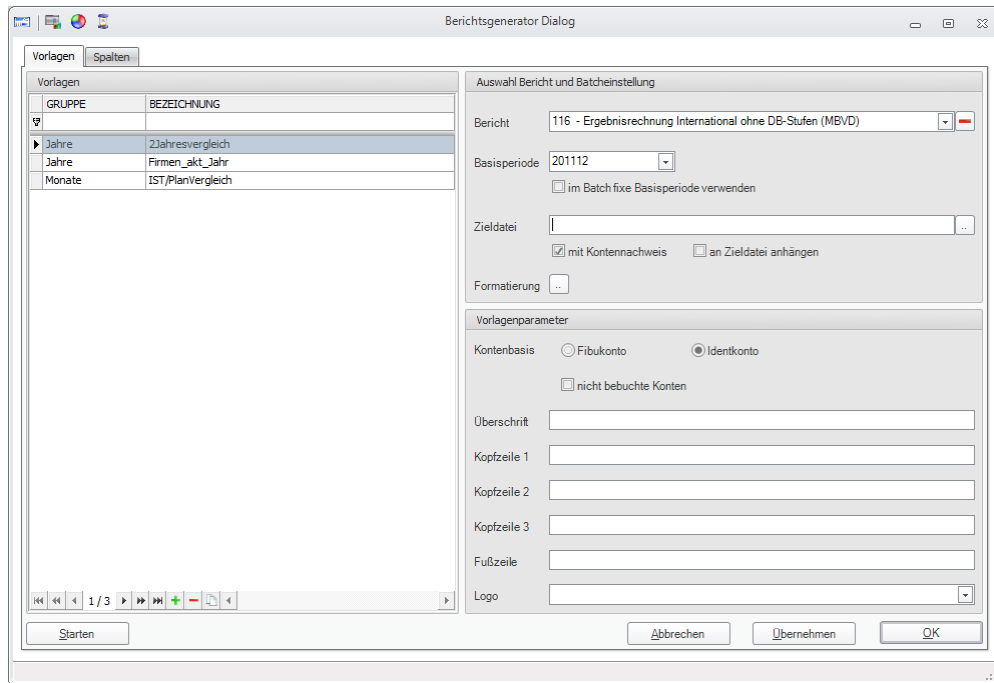 Berichtsgenerator Dialog
Vorlagen Spalten
Vorlagen
GRUPPE BEZEICHNUNG
Jahre 2Jahresvergleich
Jahre Firmen_akt_Jahr
Monate IST/PlanVergleich
1 / 3
Starten
Auswahl Bericht und Batcheinstellung
Bericht 116 - Ergebnisrechnung International ohne DB-Stufen (MBVD)
Basisperiode 201112
im Batch fixe Basisperiode verwenden
Zieldatei ..
mit Kontennachweis an Zieldatei anhängen
Formatierung ..
Vorlagenparameter
Kontenbasis Fibukonto Identkonto
nicht bebuchte Konten
Überschrift
Kopfzeile 1
Kopfzeile 2
Kopfzeile 3
Fußzeile
Logo
Abbrechen Übernehmen OK